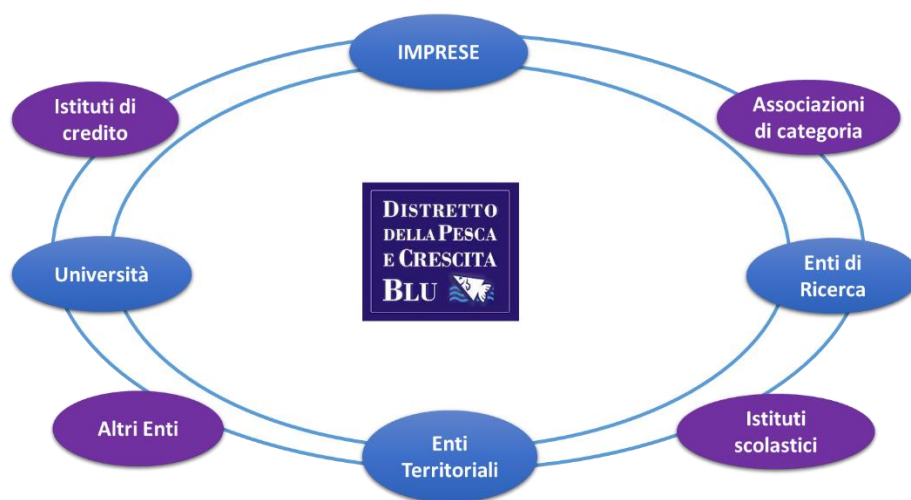 IMPRESE
Istituti di
credito
Associazioni
di categoria
DISTRETTO
DELLA PESCA
E CRESCITA
BLU
Università
Enti di
Ricerca
Altri Enti
Enti
Territoriali
Istituti
scolastici